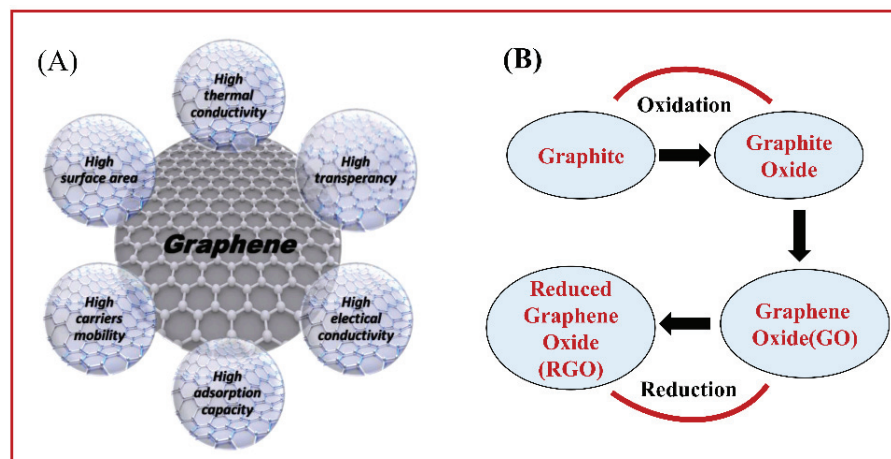 (A)
High
thermal
conductivity
High
surface area
High
transperancy
Graphene
High
carriers
mobility
High
electical
conductivity
High
adsorption
capacity
(B)
Oxidation
Graphite
Graphite
Oxide
Reduced
Graphene
Oxide
(RGO)
Graphene
Oxide(GO)
Reduction